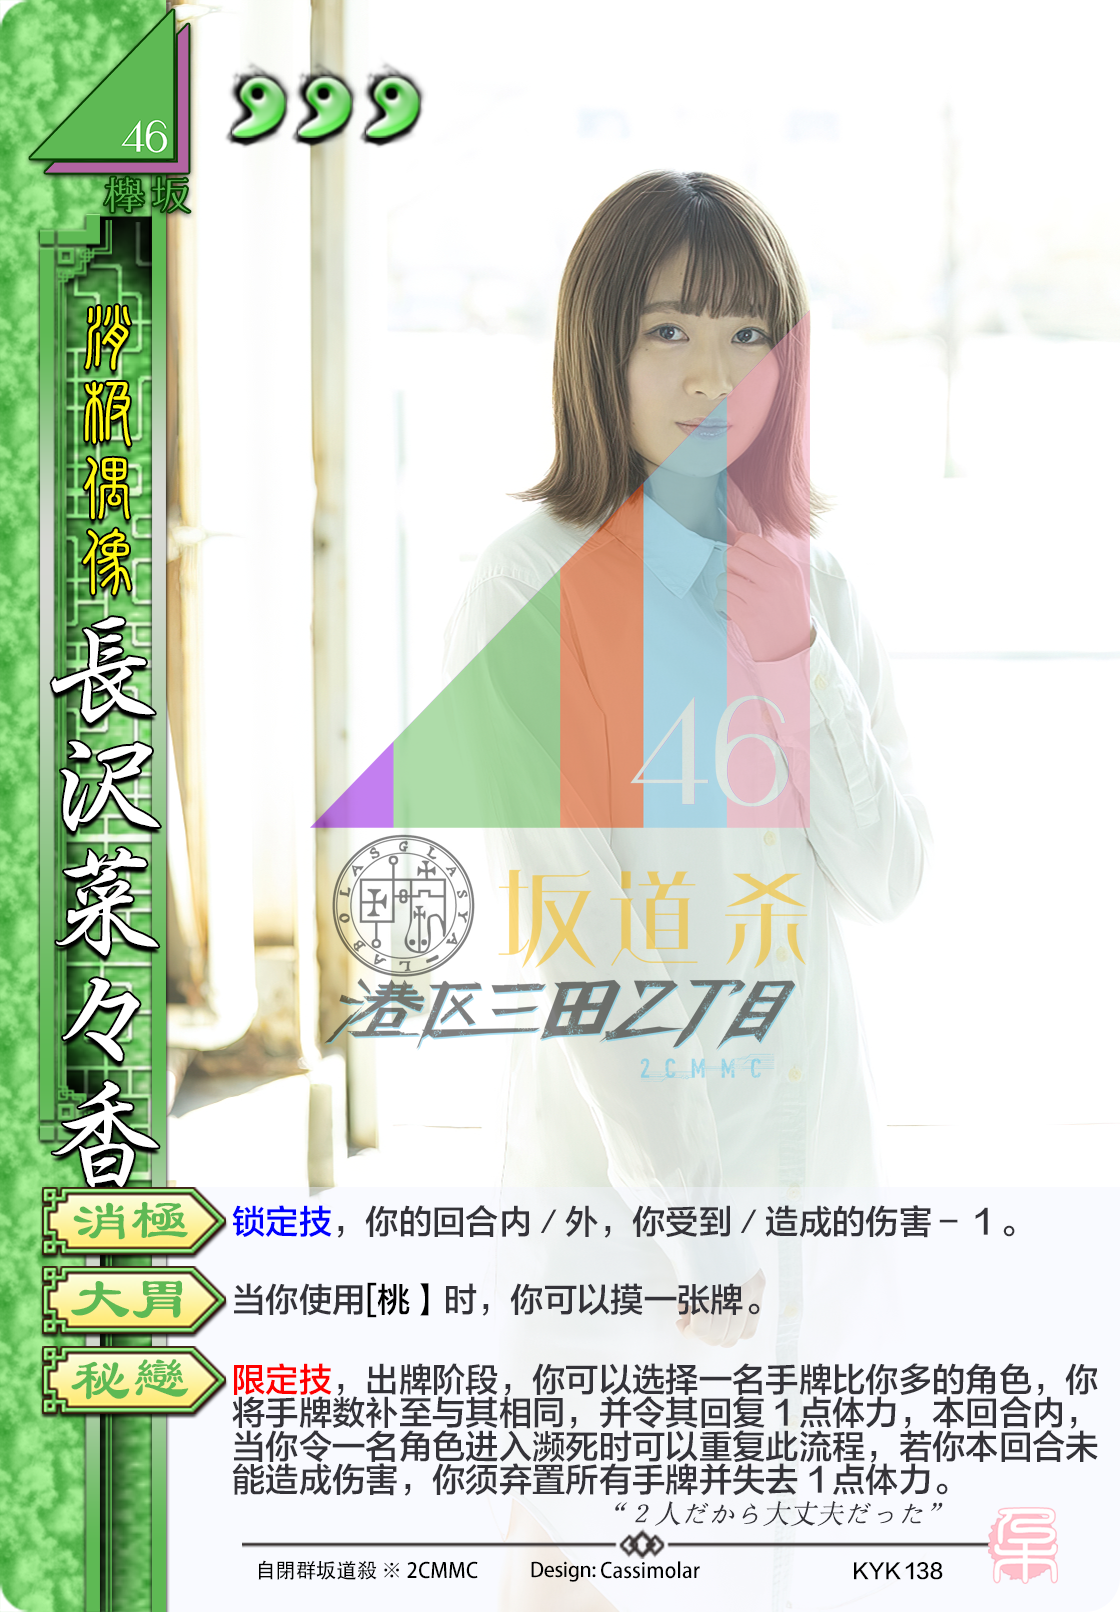 46
欅坂
消极偶像
長沢菜々香
46
GLASYA-LABOLAS
坂道杀
港区三田2丁目
2CMMC
消極
锁定技，你的回合内／外，你受到／造成的伤害－１。
大胃
当你使用[桃】时，你可以摸一张牌。
秘戀
限定技，出牌阶段，你可以选择一名手牌比你多的角色，你
将手牌数补至与其相同，并令其回复１点体力，本回合内，
当你令一名角色进入濒死时可以重复此流程，若你本回合未
能造成伤害，你须弃置所有手牌并失去１点体力。
“２人だから大丈夫だった”
自閉群坂道殺 ※ 2CMMC
Design: Cassimolar
KYK 138